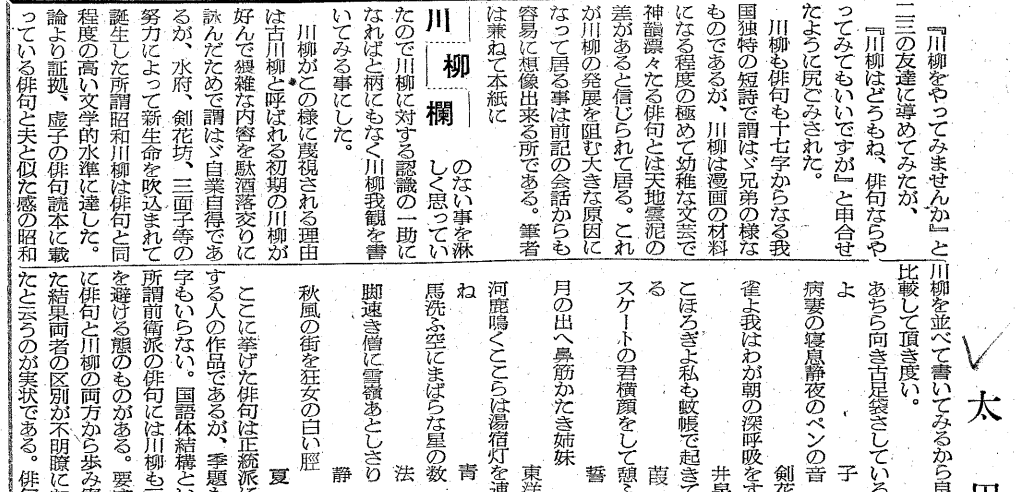 『川柳をやってみませんか』と
二三の友達に導めてみたが、
『川柳はどうもね、俳句ならや
ってみてもいいですが』と申合せ
たように尻ごみされた。
川柳も俳句も十七字からなる我
国独特の短詩で謂はゞ兄弟の様な
ものであるが、川柳は漫画の材料
になる程度の極めて幼稚な文芸で
神韻漂々たる俳句とは天地雲泥の
差があると信じられて居る。これ
が川柳の発展を阻む大きな原因に
なって居る事は前記の会話からも
容易に想像出来る所である。筆者
は兼ねて本紙に
川柳欄
のない事を淋
しく思ってい
たので川柳に対する認識の一助に
なればと柄にもなく川柳我観を書
いてみる事にした。
川柳がこの様に蔑視される理由
は古川柳と呼ばれる初期の川柳が
好んで猥雑な内容を駄洒落交りに
詠んだためで謂はゞ自業自得であ
るが、水府、剣花坊、三面子等の
努力によって新生命を吹込まれて
誕生した所謂昭和川柳は俳句と同
程度の高い文学的水準に達した。
論より証拠、虚子の俳句読本に載
っている俳句と夫と似た感の昭和
川柳を並べて書いてみるから
比較して頂き度い。
あちら向き古足袋さしている
よ
子
病妻の寝息静夜のペンの音
剣花
雀よ我はわが朝の深呼吸をす
井泉
こほろぎよ私も蚊帳で起きて
る
葭
スケートの君横顔をして憩ふ
誓
月の出へ鼻筋かたき姉妹
東洋
河鹿鳴くここらは湯宿灯を連
ね
青
馬洗ふ空にまばらな星の数
法
脚速き僧に雪嶺あとしさり
静
秋風の街を狂女の白い脛
夏
ここに挙げた俳句は正統派に
する人の作品であるが、季題も
字もいらない。国語体結構とい
所謂前衛派の俳句には川柳も
を避ける態のものがある。要
に俳句と川柳の両方から歩み
た結果両者の区別が不明瞭に
たと云うのが実状である。俳
太